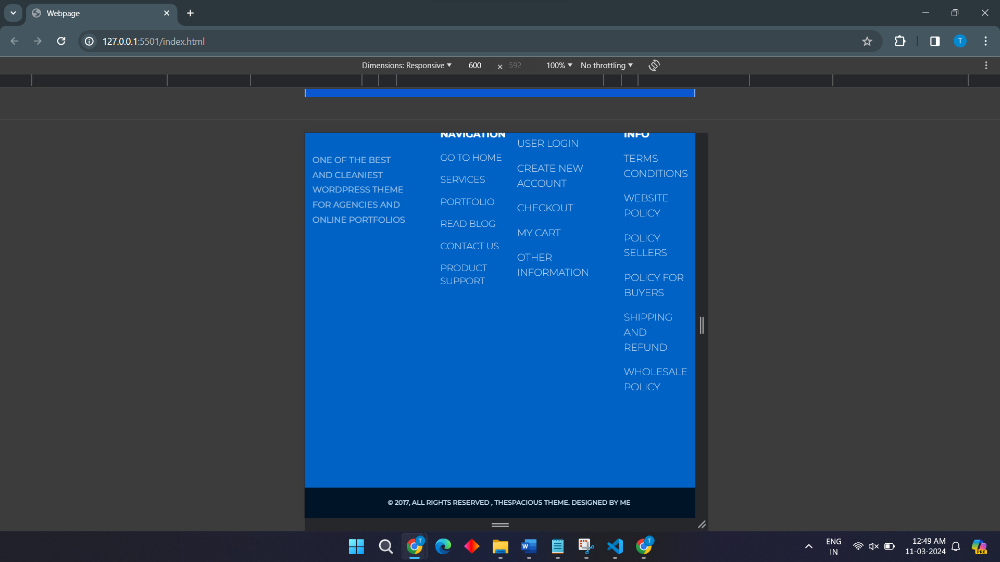 Webpage
127.0.0.1:5501/index.html
T
Dimensions: Responsive
600
×
592
100%
No throttling
ONE OF THE BEST
AND CLEANIEST
WORDPRESS THEME
FOR AGENCIES AND
ONLINE PORTFOLIOS
NAVIGATION
GO TO HOME
SERVICES
PORTFOLIO
READ BLOG
CONTACT US
PRODUCT
SUPPORT
USER LOGIN
CREATE NEW
ACCOUNT
CHECKOUT
MY CART
OTHER
INFORMATION
INFO
TERMS
CONDITIONS
WEBSITE
POLICY
POLICY
SELLERS
POLICY FOR
BUYERS
SHIPPING
AND
REFUND
WHOLESALE
POLICY
© 2017, ALL RIGHTS RESERVED , THESPACIOUS THEME. DESIGNED BY ME
T
W
T
ENG
IN
12:49 AM
11-03-2024
PRE